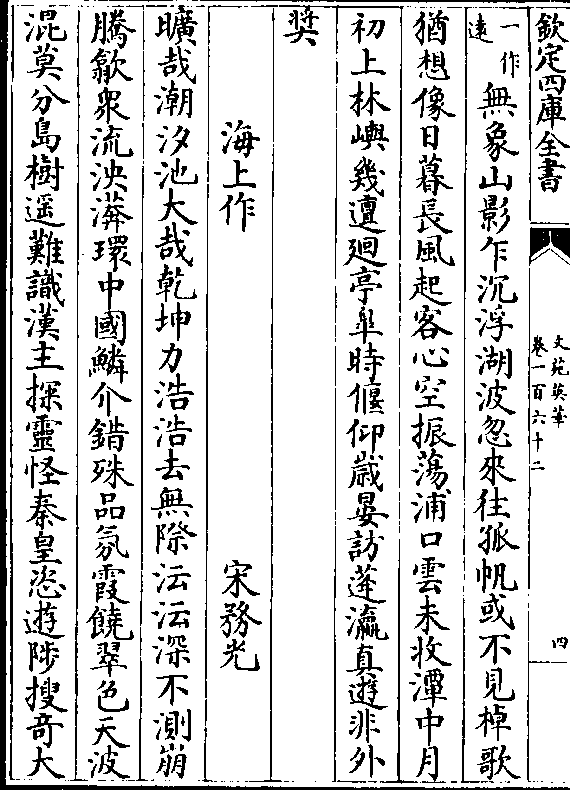 欽定四庫全書
文苑英華
卷一百六十二
四
一作
遠
無象山影乍沉浮湖波忽來往孤帆或不見棹歌
猶想像日暮長風起客心空振蕩浦口雲未收潭中月
初上林嶼幾邅廻亭臯時偃仰歲晏訪蓬瀛真遊非外
奬
海上作 宋務光
曠哉潮汐池大哉乾坤力浩浩去無際沄沄深不測崩
騰歙衆流泱漭環中國鱗介錯殊品氛霞饒翠色天波
混莫分島樹遥難識漢主探靈怪秦皇恣遊陟搜竒大